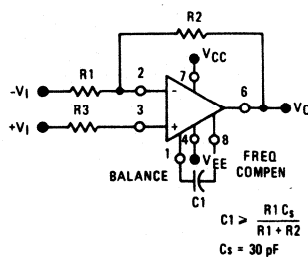 R2
VCC
R1
2
7
6
-VI
VO
R3
3
+VI
1
4
8
VEE
FREQ
COMPEN
BALANCE
C1
C1 ⩾ R1 Cs
R1 + R2
Cs = 30 pF